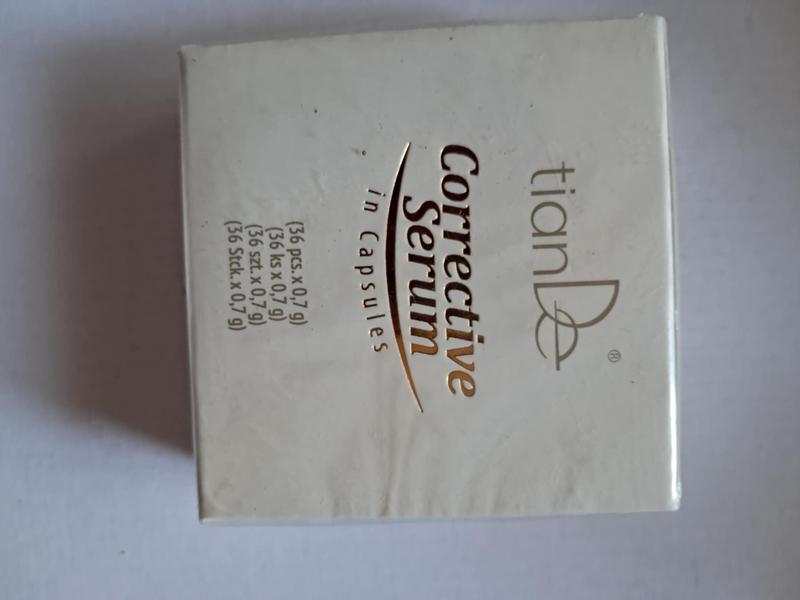 tianDe®
Corrective
Serum
in Capsules
(36 pcs.x 0,7 g)
(36 ks x 0,7 g)
(36 szt.x 0,7 g)
(36 Stck.x 0,7 g)